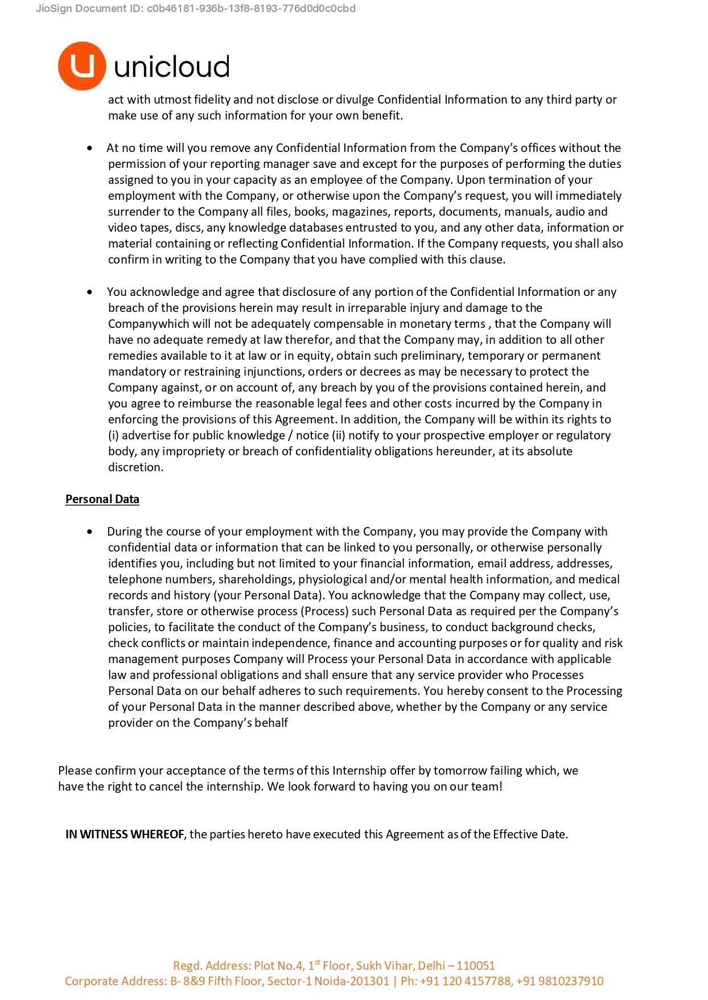 JioSign Document ID: c0b46181-936b-13f8-8193-776d0d0c0cbd
unicloud
act with utmost fidelity and not disclose or divulge Confidential Information to any third party or
make use of any such information for your own benefit.
• At no time will you remove any Confidential Information from the Company’s offices without the
permission of your reporting manager save and except for the purposes of performing the duties
assigned to you in your capacity as an employee of the Company. Upon termination of your
employment with the Company, or otherwise upon the Company’s request, you will immediately
surrender to the Company all files, books, magazines, reports, documents, manuals, audio and
video tapes, discs, any knowledge databases entrusted to you, and any other data, information or
material containing or reflecting Confidential Information. If the Company requests, you shall also
confirm in writing to the Company that you have complied with this clause.
• You acknowledge and agree that disclosure of any portion of the Confidential Information or any
breach of the provisions herein may result in irreparable injury and damage to the
Companywhich will not be adequately compensable in monetary terms , that the Company will
have no adequate remedy at law therefor, and that the Company may, in addition to all other
remedies available to it at law or in equity, obtain such preliminary, temporary or permanent
mandatory or restraining injunctions, orders or decrees as may be necessary to protect the
Company against, or on account of, any breach by you of the provisions contained herein, and
you agree to reimburse the reasonable legal fees and other costs incurred by the Company in
enforcing the provisions of this Agreement. In addition, the Company will be within its rights to
(i) advertise for public knowledge / notice (ii) notify to your prospective employer or regulatory
body, any impropriety or breach of confidentiality obligations hereunder, at its absolute
discretion.
Personal Data
• During the course of your employment with the Company, you may provide the Company with
confidential data or information that can be linked to you personally, or otherwise personally
identifies you, including but not limited to your financial information, email address, addresses,
telephone numbers, shareholdings, physiological and/or mental health information, and medical
records and history (your Personal Data). You acknowledge that the Company may collect, use,
transfer, store or otherwise process (Process) such Personal Data as required per the Company’s
policies, to facilitate the conduct of the Company’s business, to conduct background checks,
check conflicts or maintain independence, finance and accounting purposes or for quality and risk
management purposes Company will Process your Personal Data in accordance with applicable
law and professional obligations and shall ensure that any service provider who Processes
Personal Data on our behalf adheres to such requirements. You hereby consent to the Processing
of your Personal Data in the manner described above, whether by the Company or any service
provider on the Company’s behalf
Please confirm your acceptance of the terms of this Internship offer by tomorrow failing which, we
have the right to cancel the internship. We look forward to having you on our team!
IN WITNESS WHEREOF, the parties hereto have executed this Agreement as of the Effective Date.
Regd. Address: Plot No.4, 1st Floor, Sukh Vihar, Delhi – 110051
Corporate Address: B- 8&9 Fifth Floor, Sector-1 Noida-201301 | Ph: +91 120 4157788, +91 9810237910